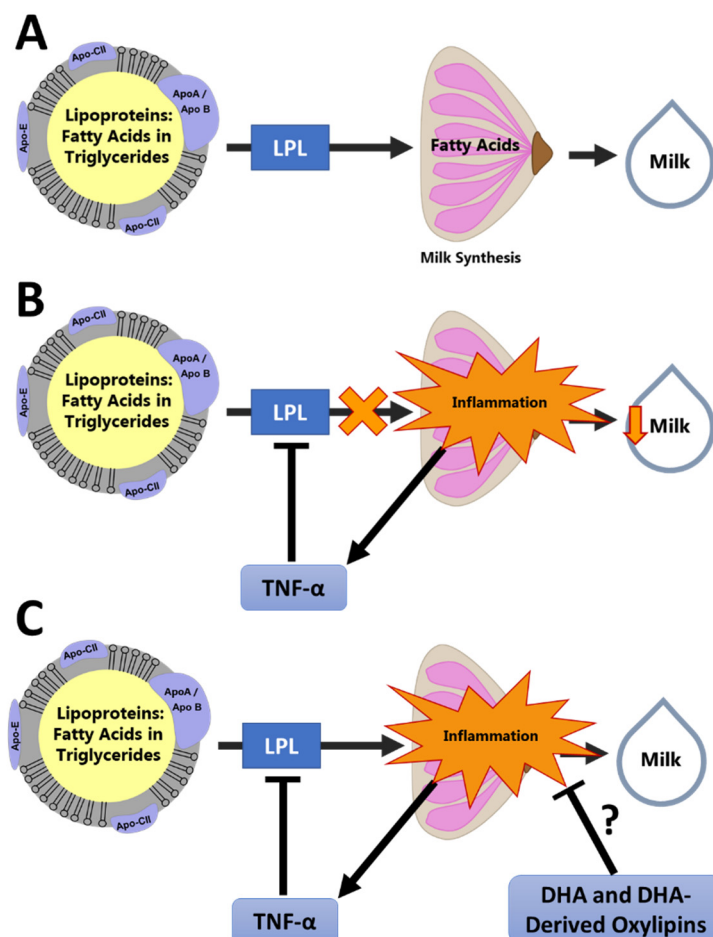 A
Apo-CII
ApoA /
Apo B
Apo-E
Lipoproteins:
Fatty Acids in
Triglycerides
Apo-CII
LPL
Fatty Acids
Milk Synthesis
Milk
B
Apo-CII
ApoA /
Apo B
Apo-E
Lipoproteins:
Fatty Acids in
Triglycerides
Apo-CII
LPL
Inflammation
Milk
TNF-α
C
Apo-CII
ApoA /
Apo B
Apo-E
Lipoproteins:
Fatty Acids in
Triglycerides
Apo-CII
LPL
Inflammation
Milk
?
TNF-α
DHA and DHA-
Derived Oxylipins